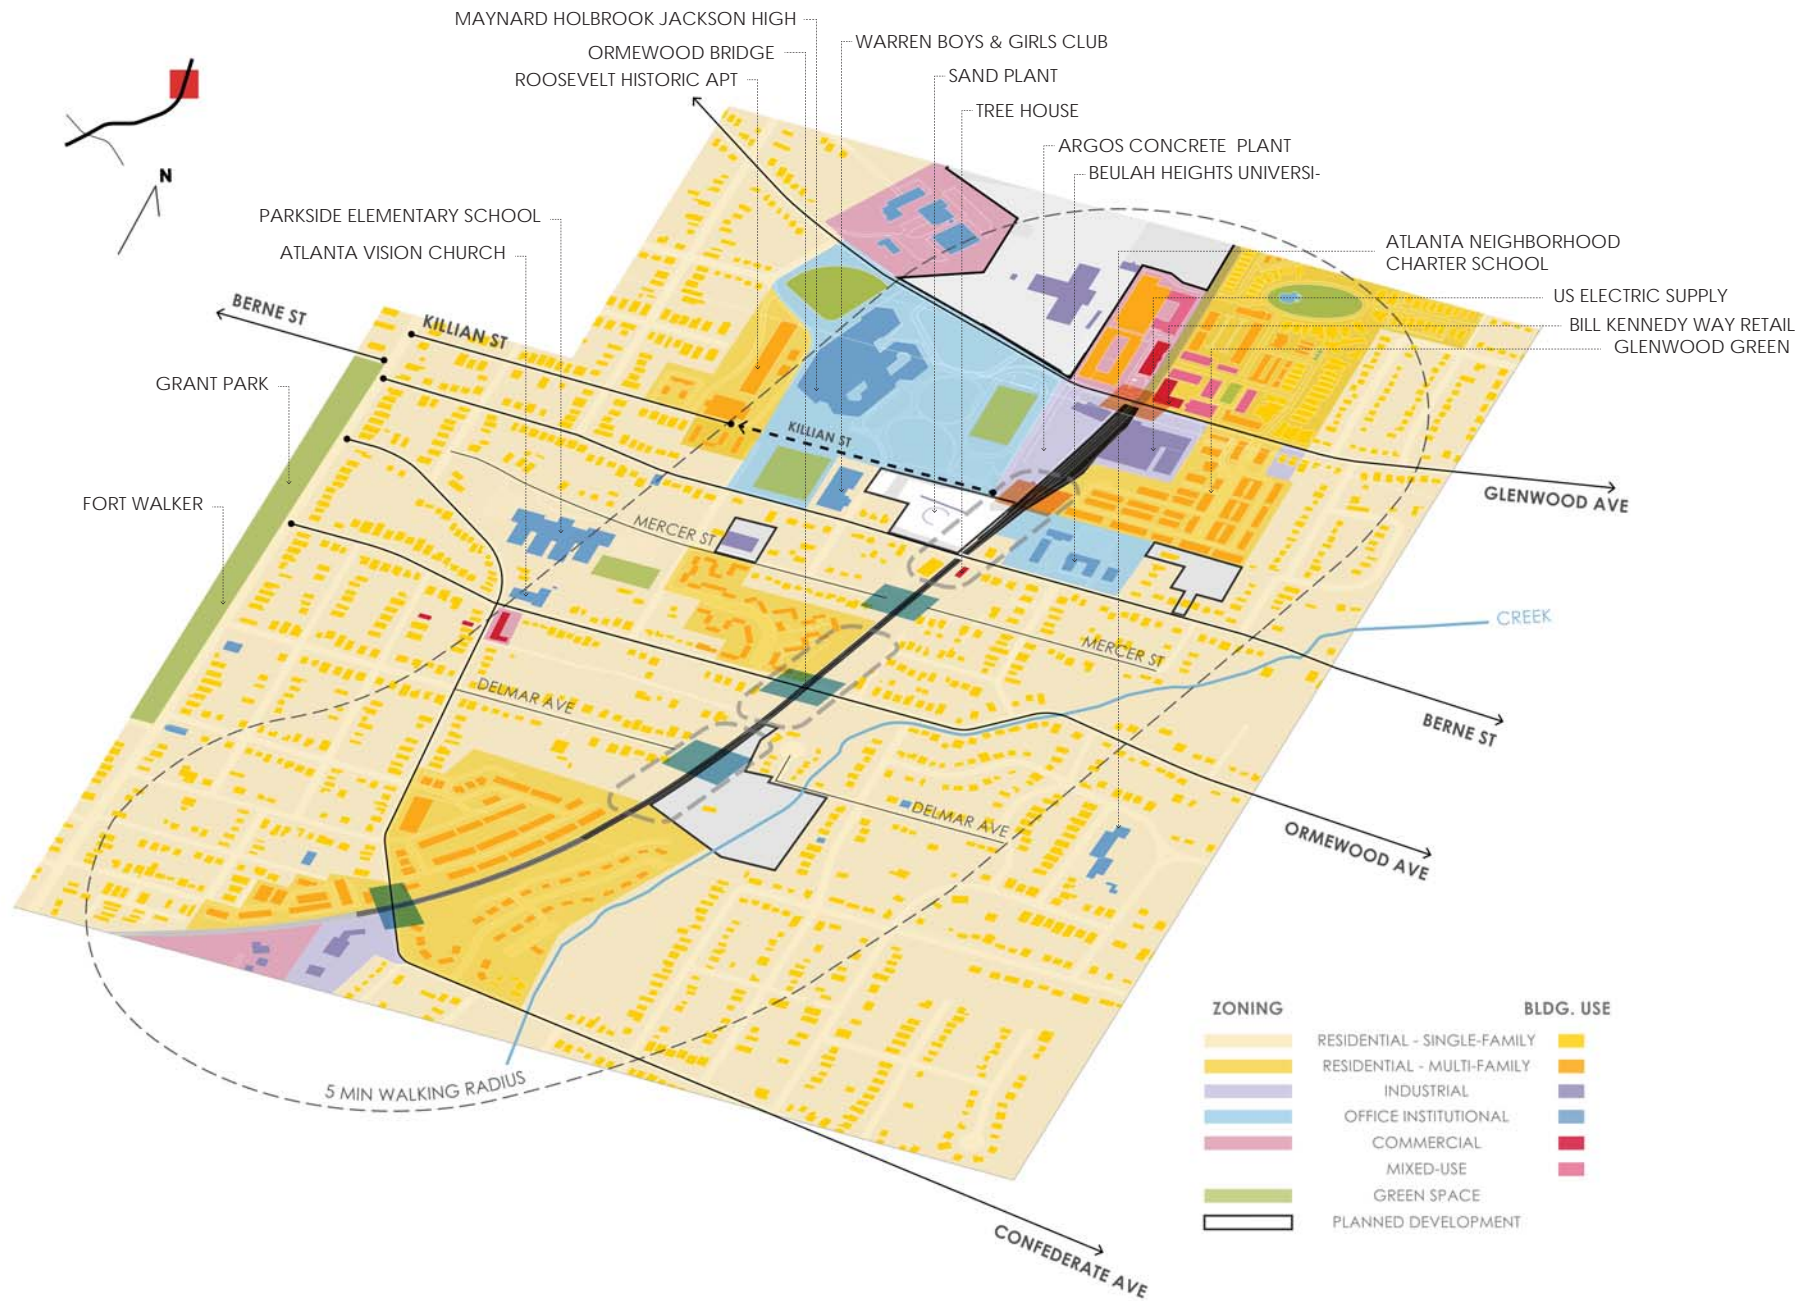 MAYNARD HOLBROOK JACKSON HIGH
ORMEWOOD BRIDGE
ROOSEVELT HISTORIC APT
WARREN BOYS & GIRLS CLUB
SAND PLANT
TREE HOUSE
ARGOS CONCRETE PLANT
BEULAH HEIGHTS UNIVERSI-
N
PARKSIDE ELEMENTARY SCHOOL
ATLANTA VISION CHURCH
ATLANTA NEIGHBORHOOD
CHARTER SCHOOL
US ELECTRIC SUPPLY
BILL KENNEDY WAY RETAIL
GLENWOOD GREEN
BERNE ST
KILLIAN ST
GRANT PARK
KILLIAN ST
FORT WALKER
GLENWOOD AVE
MERCER ST
CREEK
MERCER ST
DELMAR AVE
BERNE ST
DELMAR AVE
ORMEWOOD AVE
5 MIN WALKING RADIUS
CONFEDERATE AVE
ZONING BLDG. USE
RESIDENTIAL - SINGLE-FAMILY
RESIDENTIAL - MULTI-FAMILY
INDUSTRIAL
OFFICE INSTITUTIONAL
COMMERCIAL
MIXED-USE
GREEN SPACE
PLANNED DEVELOPMENT